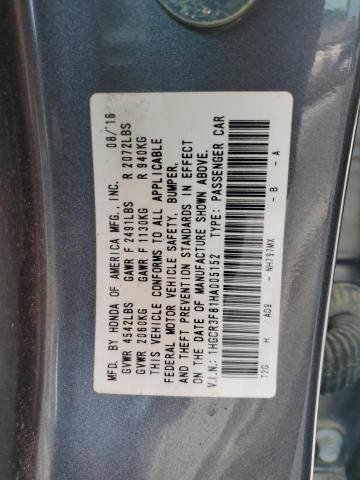 MFD. BY HONDA OF AMERICA MFG., INC. 08/16
GVWR 4542LBS GAWR F 2491LBS R 2072LBS
GVWR 2060KG GAWR F 1130KG R 940KG
THIS VEHICLE CONFORMS TO ALL APPLICABLE
FEDERAL MOTOR VEHICLE SAFETY, BUMPER,
AND THEFT PREVENTION STANDARDS IN EFFECT
ON THE DATE OF MANUFACTURE SHOWN ABOVE.
V.I.N.: 1HGCR3F81HA005152 TYPE: PASSENGER CAR
T2G H AD9 - NH797MX - B - A